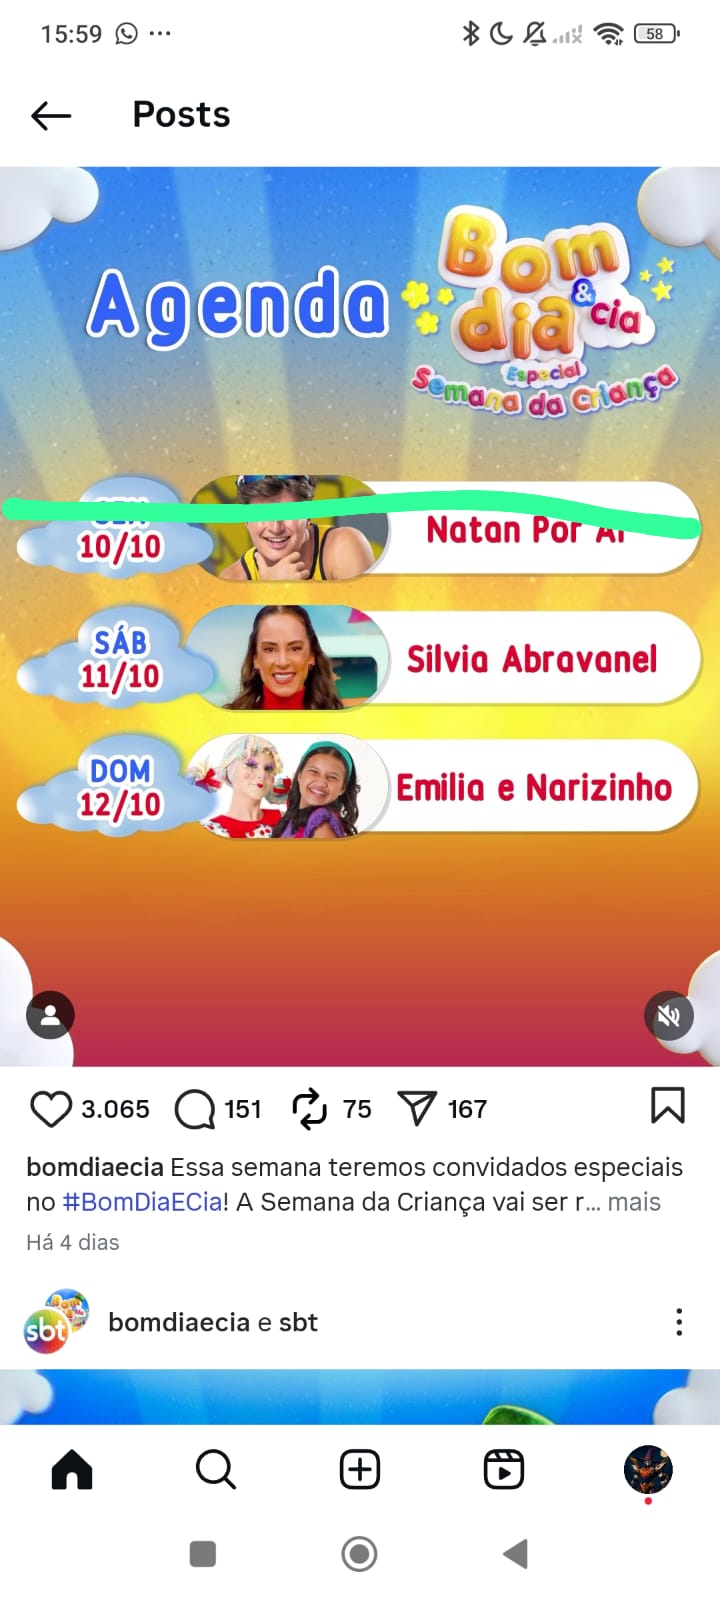 15:59
58
Posts
Agenda
Bom
dia
&
cia
Especial
Semana da Criança
10/10
Natan Por Aí
SÁB
11/10
Silvia Abravanel
DOM
12/10
Emilia e Narizinho
3.065 151 75 167
bomdiaecia Essa semana teremos convidados especiais
no #BomDiaECia! A Semana da Criança vai ser r... mais
Há 4 dias
Bom
sbt
bomdiaecia e sbt